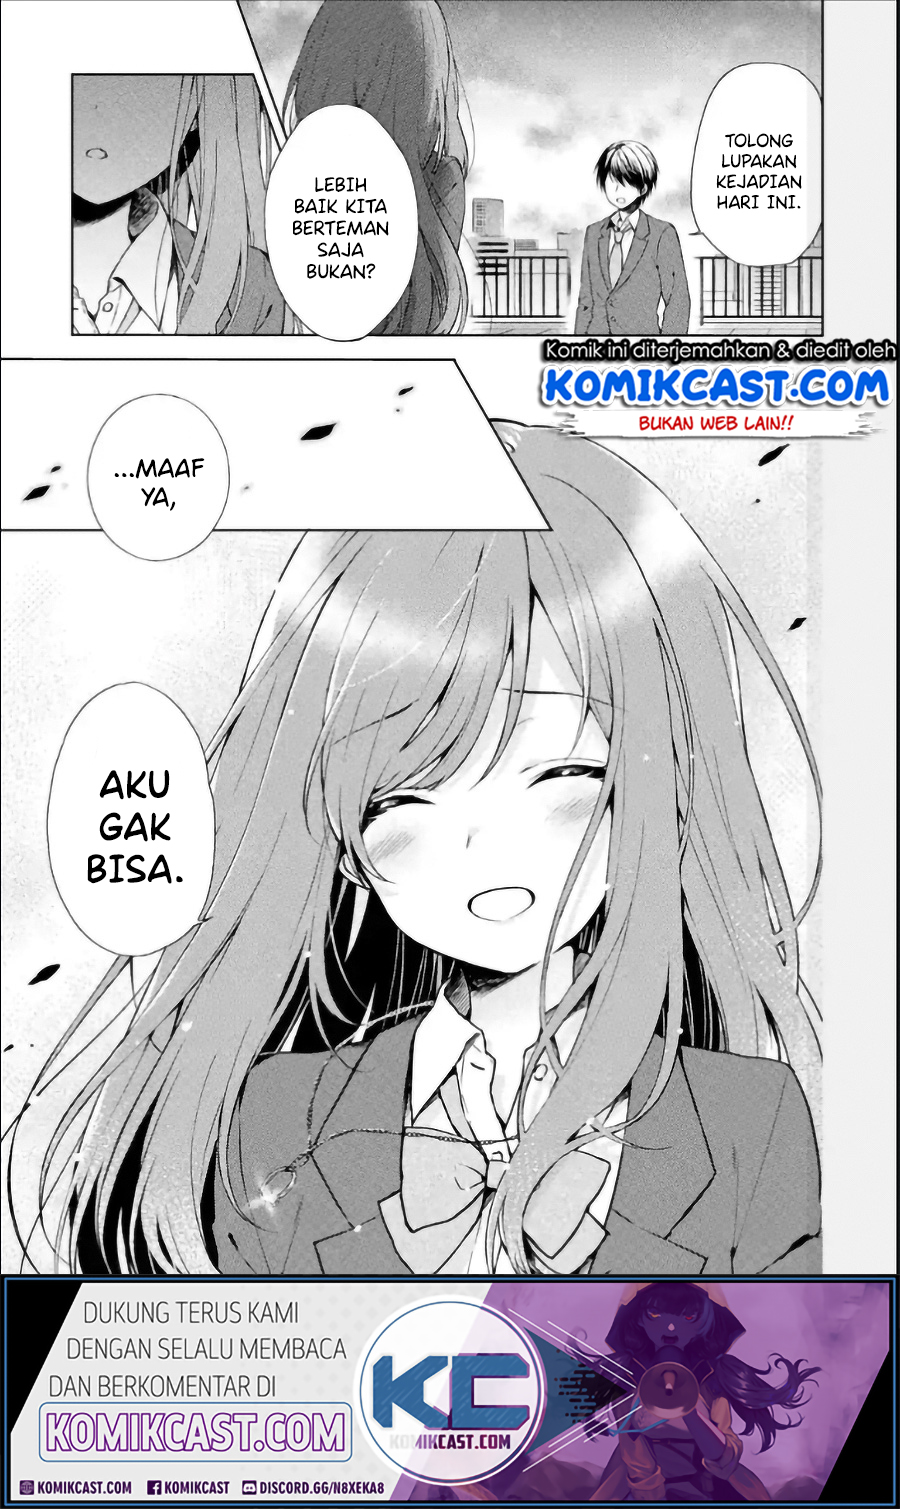 TOLONG
LUPAKAN
KEJADIAN
HARI INI.
LEBIH
BAIK KITA
BERTEMAN
SAJA
BUKAN?
Komik ini diterjemahkan & diedit oleh
KOMIKCAST.COM
BUKAN WEB LAIN!!
...MAAF
YA,
AKU
GAK
BISA.
DUKUNG TERUS KAMI
DENGAN SELALU MEMBACA
DAN BERKOMENTAR DI
KOMIKCAST.COM
KC
KOMIKCAST.COM
KOMIKCAST.COM KOMIKCAST DISCORD.GG/N8XEKA8